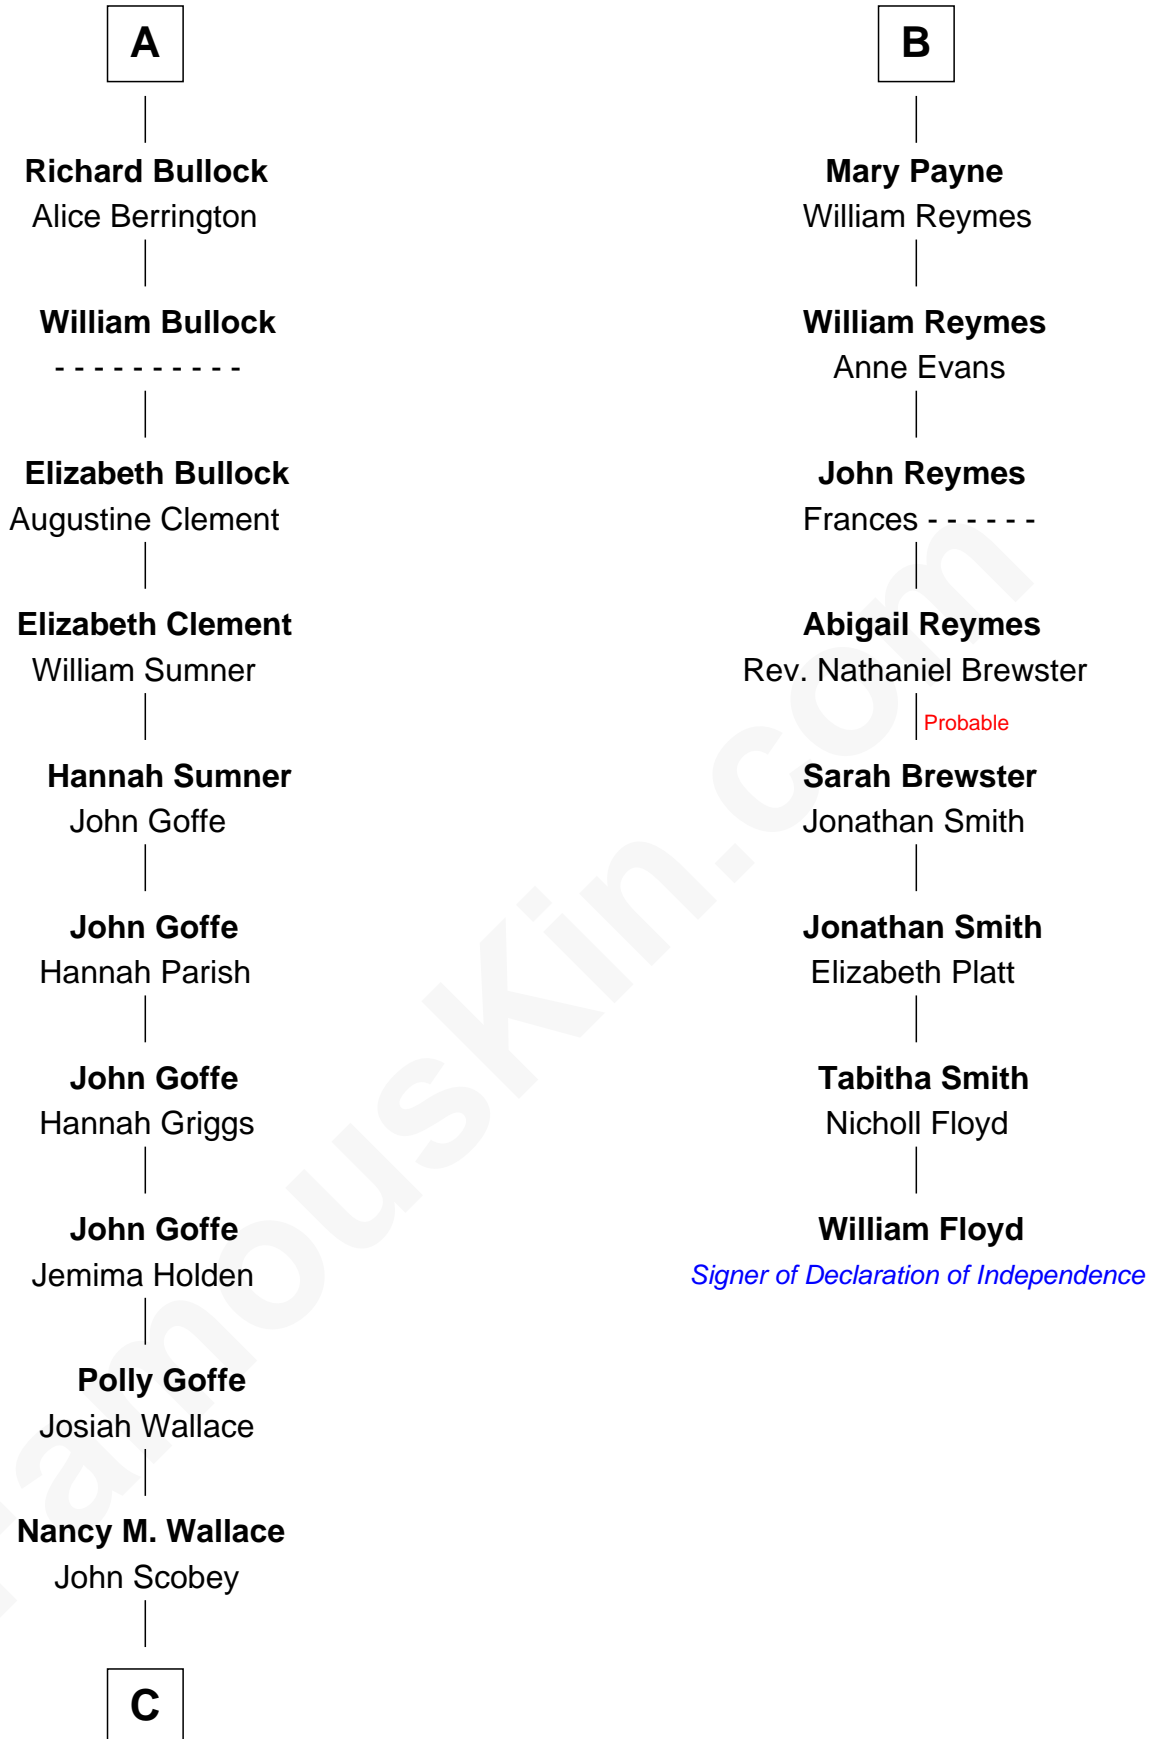 A
Richard Bullock
Alice Berrington
William Bullock
- - - - - - - - - -
Elizabeth Bullock
Augustine Clement
Elizabeth Clement
William Sumner
Hannah Sumner
John Goffe
John Goffe
Hannah Parish
John Goffe
Hannah Griggs
John Goffe
Jemima Holden
Polly Goffe
Josiah Wallace
Nancy M. Wallace
John Scobey
C
B
Mary Payne
William Reymes
William Reymes
Anne Evans
John Reymes
Frances - - - - - -
Abigail Reymes
Rev. Nathaniel Brewster
Probable
Sarah Brewster
Jonathan Smith
Jonathan Smith
Elizabeth Platt
Tabitha Smith
Nicholl Floyd
William Floyd
Signer of Declaration of Independence
FamousKin.com